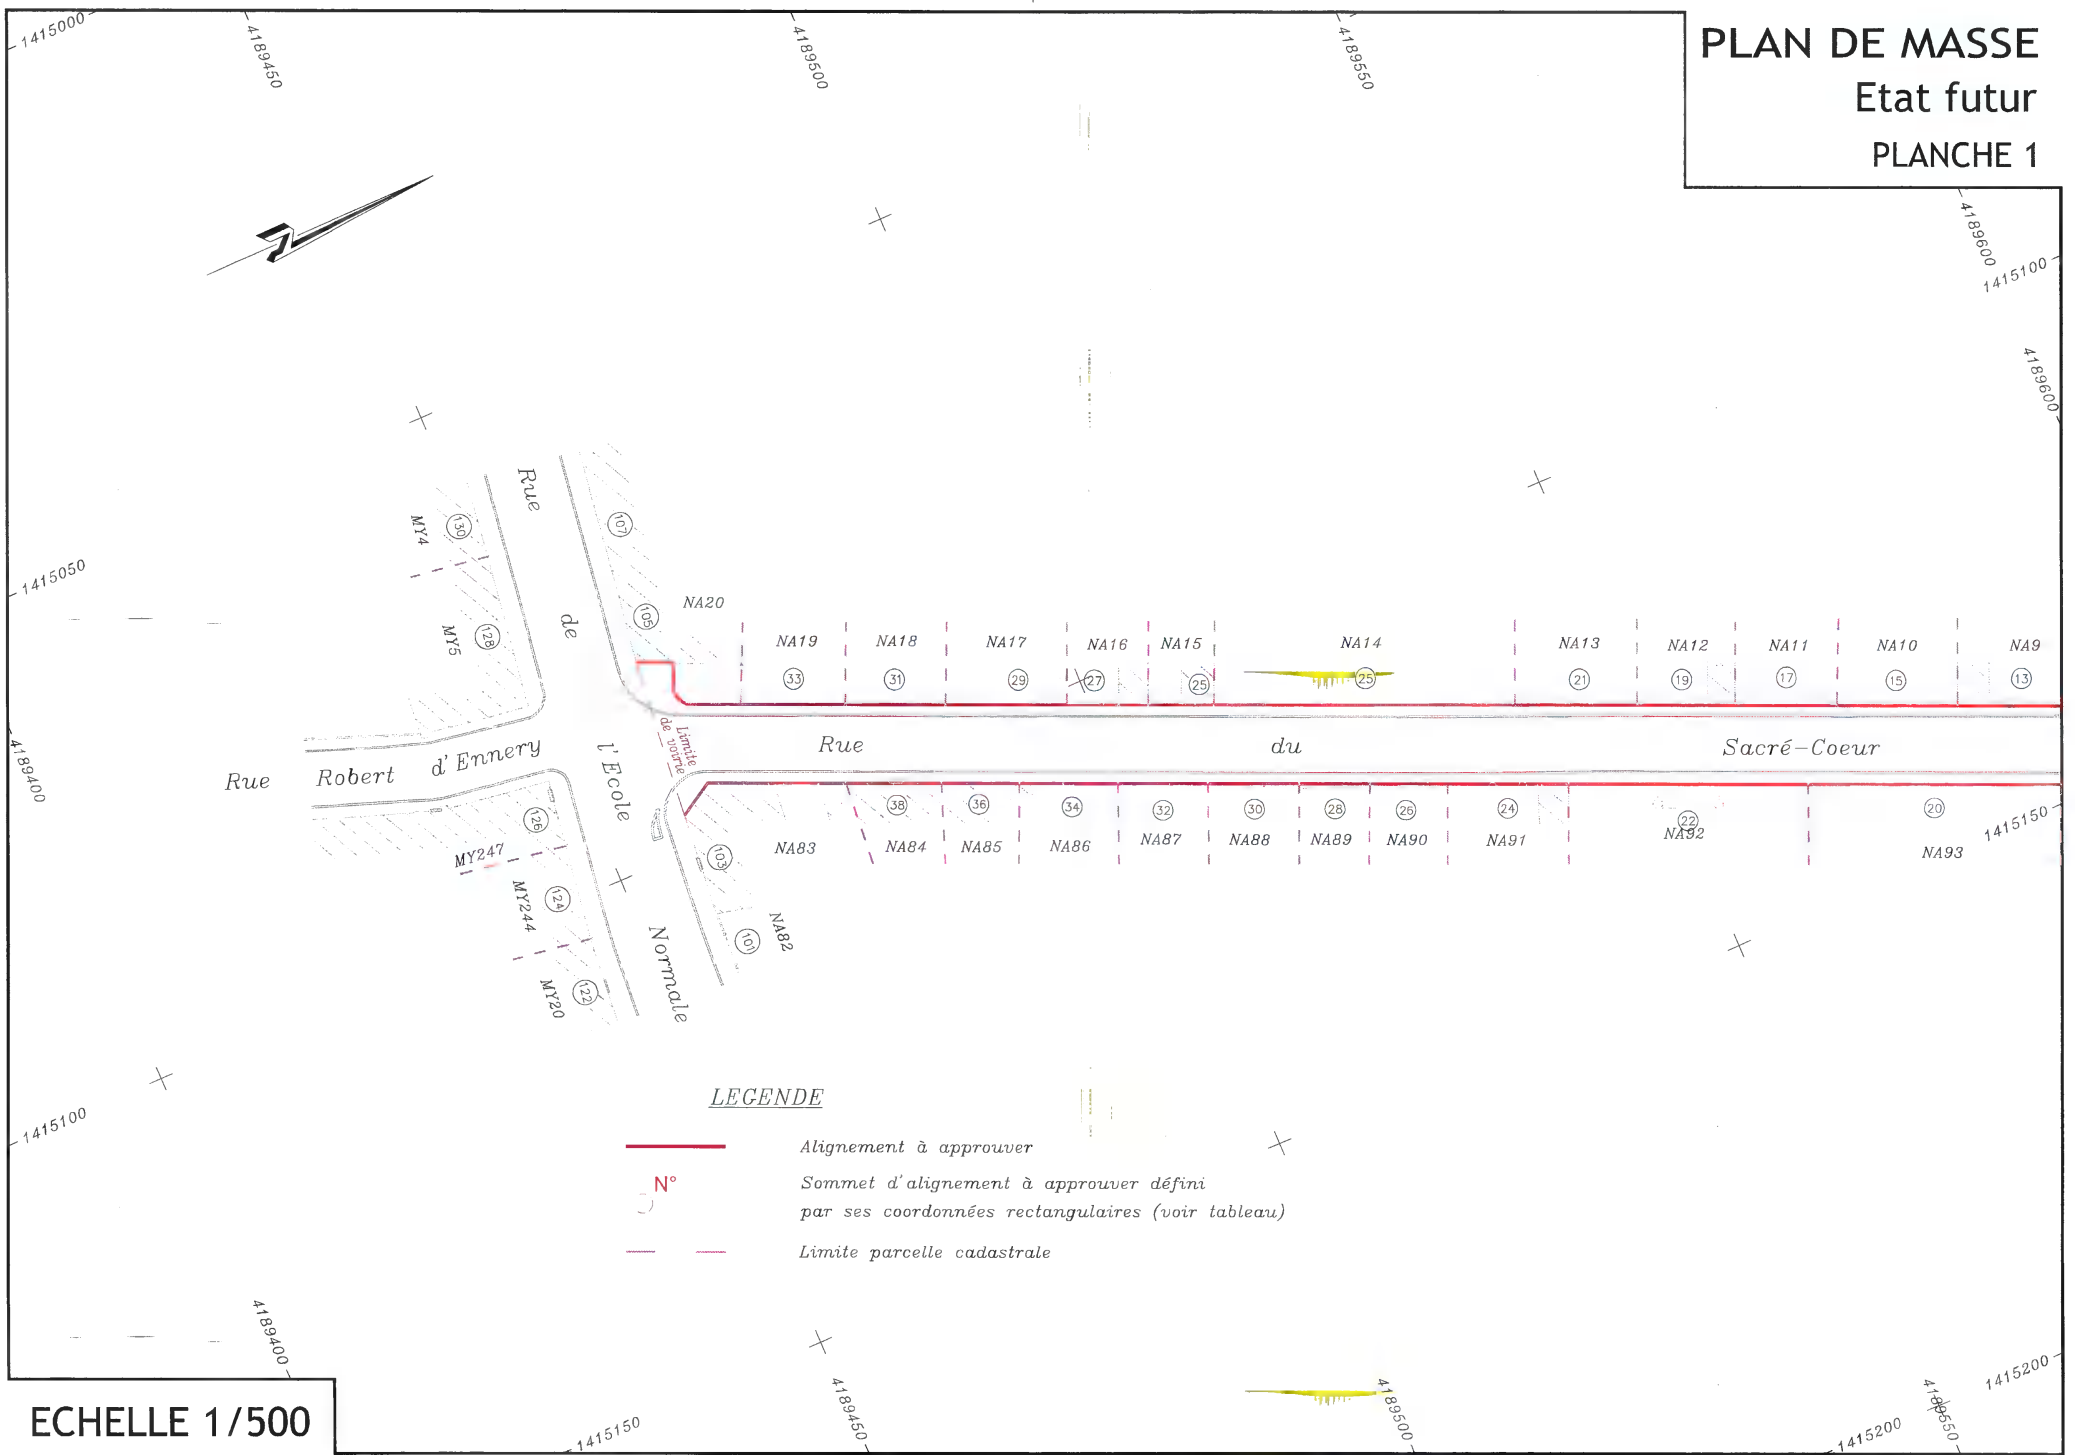 PLAN DE MASSE
Etat futur
PLANCHE 1
1415000
4189450
4189500
4189550
4189600
1415100
4189600
1415050
4189400
1415150
1415100
4189400
1415150
4189450
4189500
1415200
4189550
1415200
Rue
de
l'Ecole
Normale
Rue Robert d'Ennery
Rue du Sacré-Coeur
Limite
de voirie
MY4
130
MY5
128
107
105
NA20
NA19
NA18
NA17
NA16
NA15
NA14
NA13
NA12
NA11
NA10
NA9
33
31
29
27
25
25
21
19
17
15
13
38
36
34
32
30
28
26
24
22
20
NA83
NA84
NA85
NA86
NA87
NA88
NA89
NA90
NA91
NA92
NA93
126
MY247
MY244
124
MY20
122
103
101
NA82
LEGENDE
Alignement à approuver
N°
Sommet d'alignement à approuver défini
par ses coordonnées rectangulaires (voir tableau)
Limite parcelle cadastrale
ECHELLE 1/500